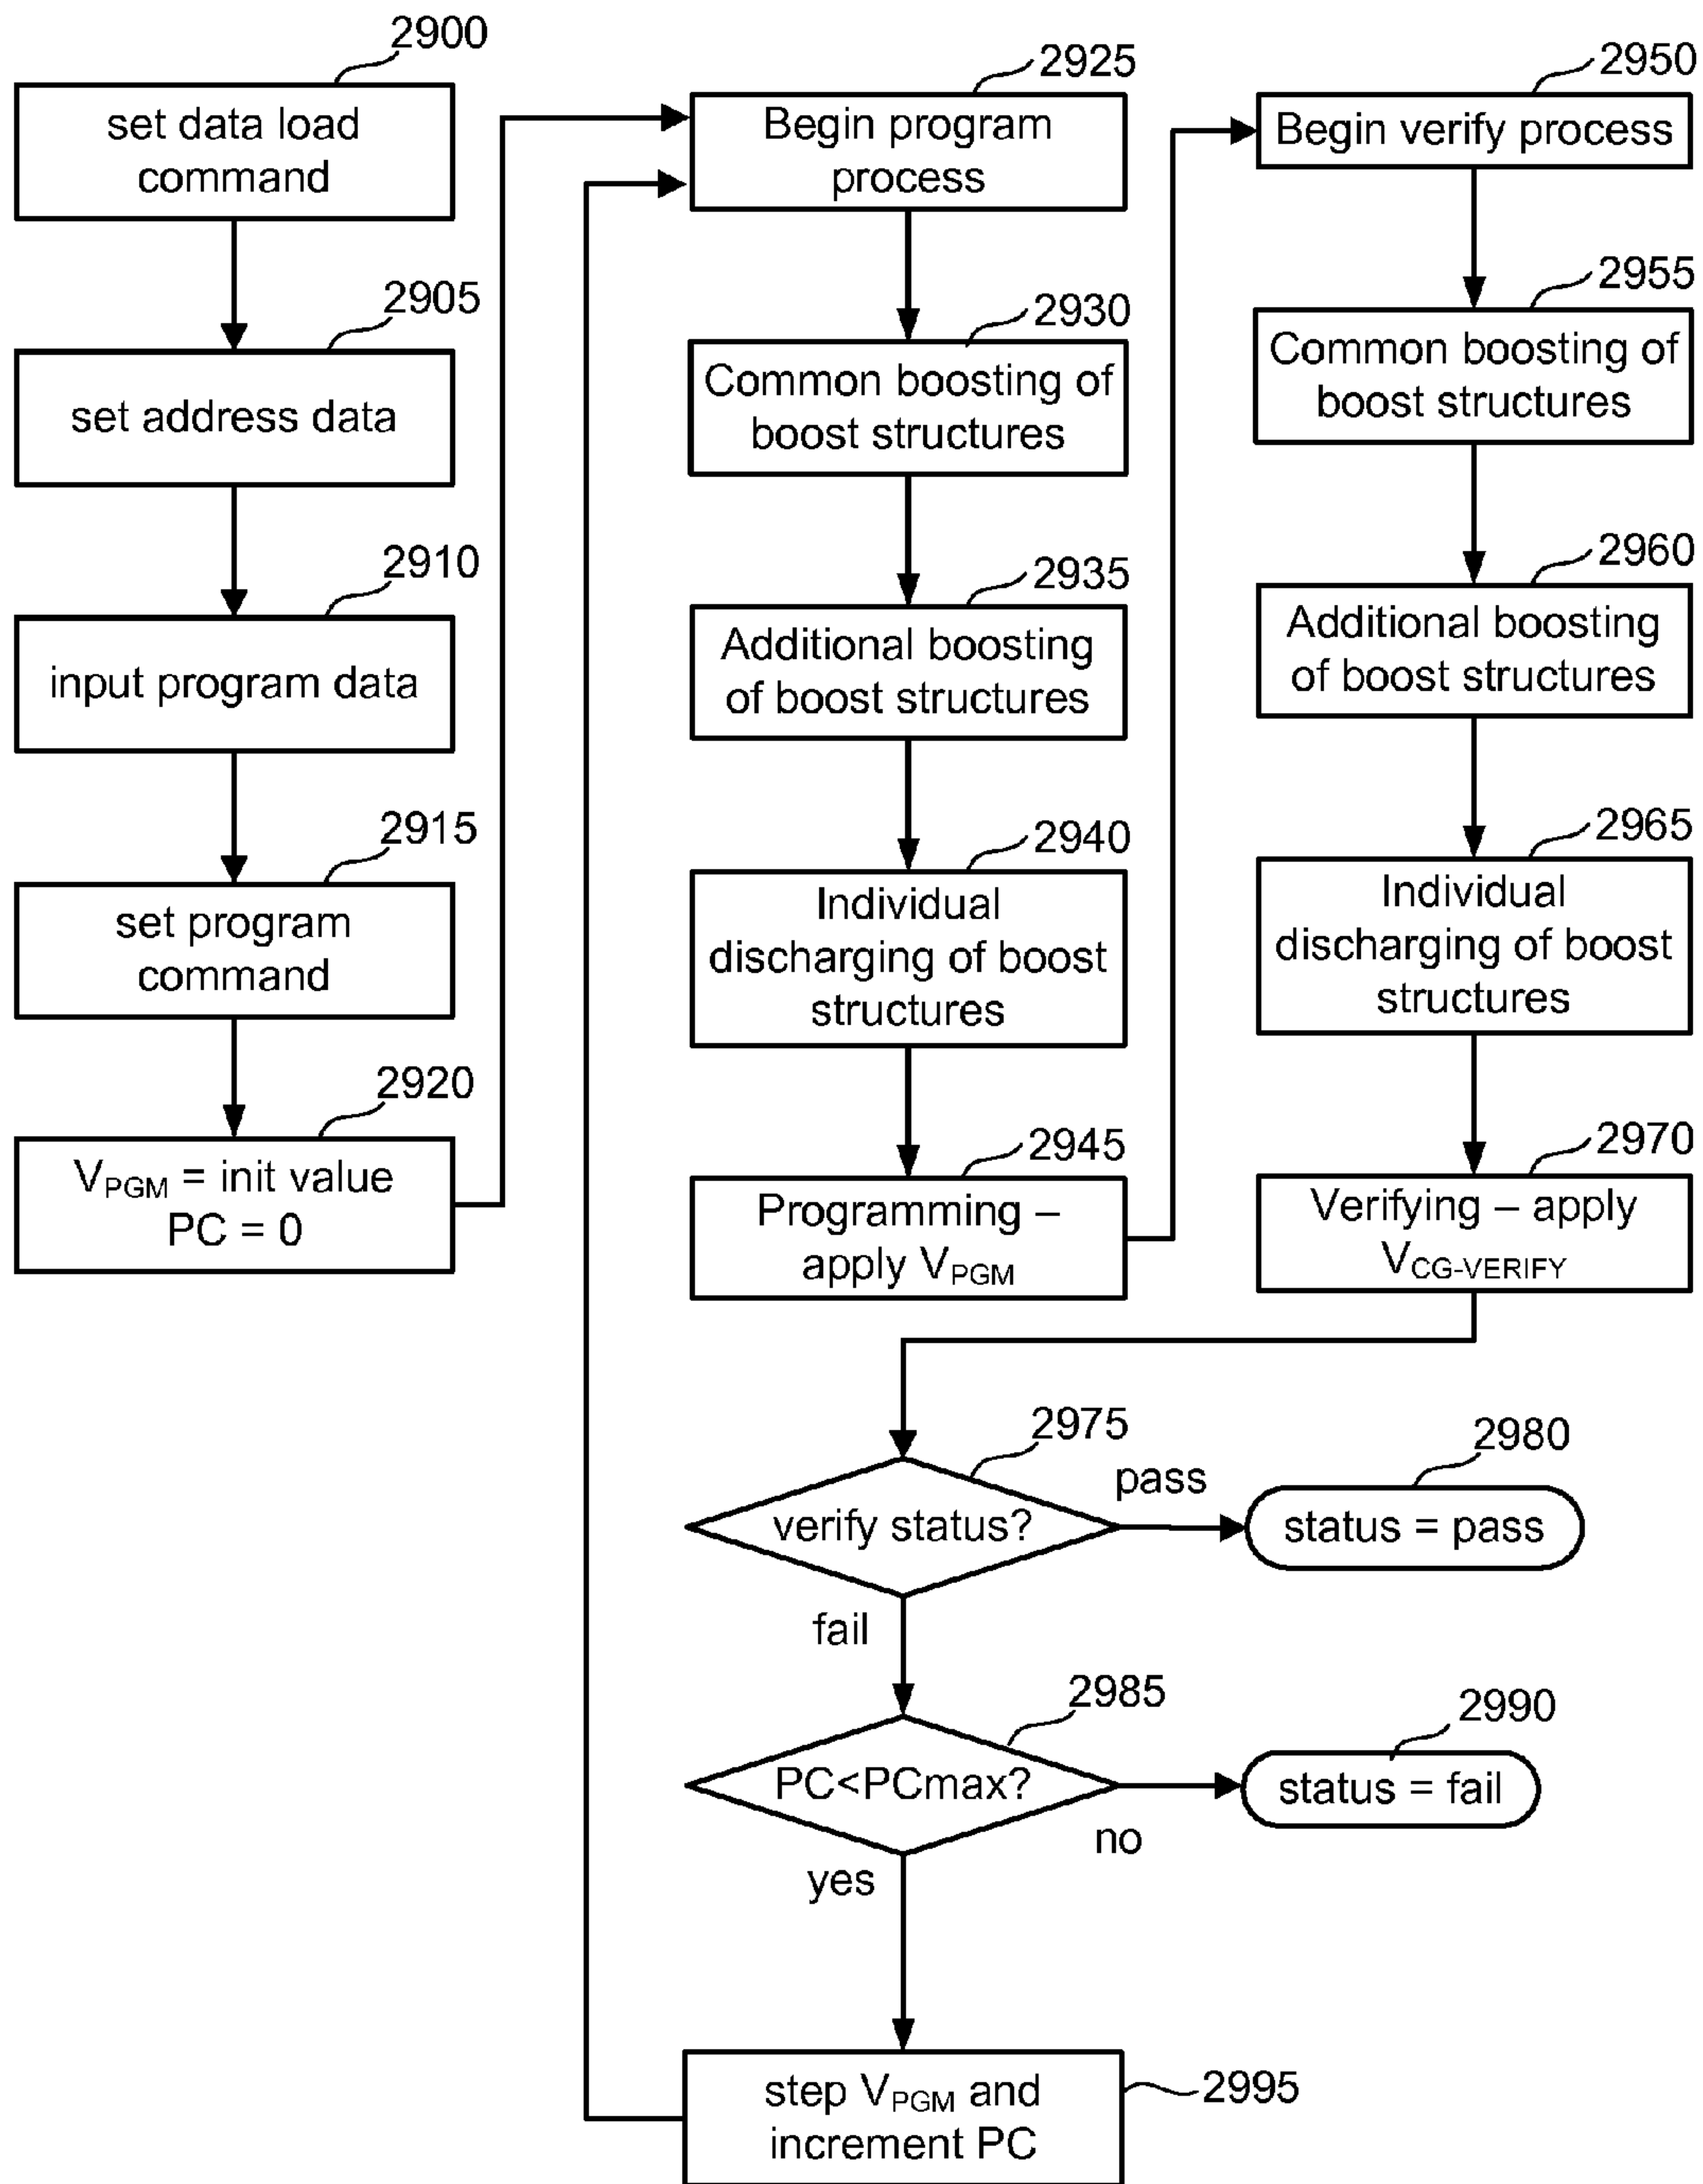 2900
set data load
command
2905
set address data
2910
input program data
2915
set program
command
2920
VPGM = init value
PC = 0
2925
Begin program
process
2930
Common boosting of
boost structures
2935
Additional boosting
of boost structures
2940
Individual
discharging of boost
structures
2945
Programming –
apply VPGM
2950
Begin verify process
2955
Common boosting of
boost structures
2960
Additional boosting
of boost structures
2965
Individual
discharging of boost
structures
2970
Verifying – apply
VCG-VERIFY
2975
verify status?
pass
2980
status = pass
fail
2985
PC<PCmax?
no
2990
status = fail
yes
step VPGM and
increment PC
2995